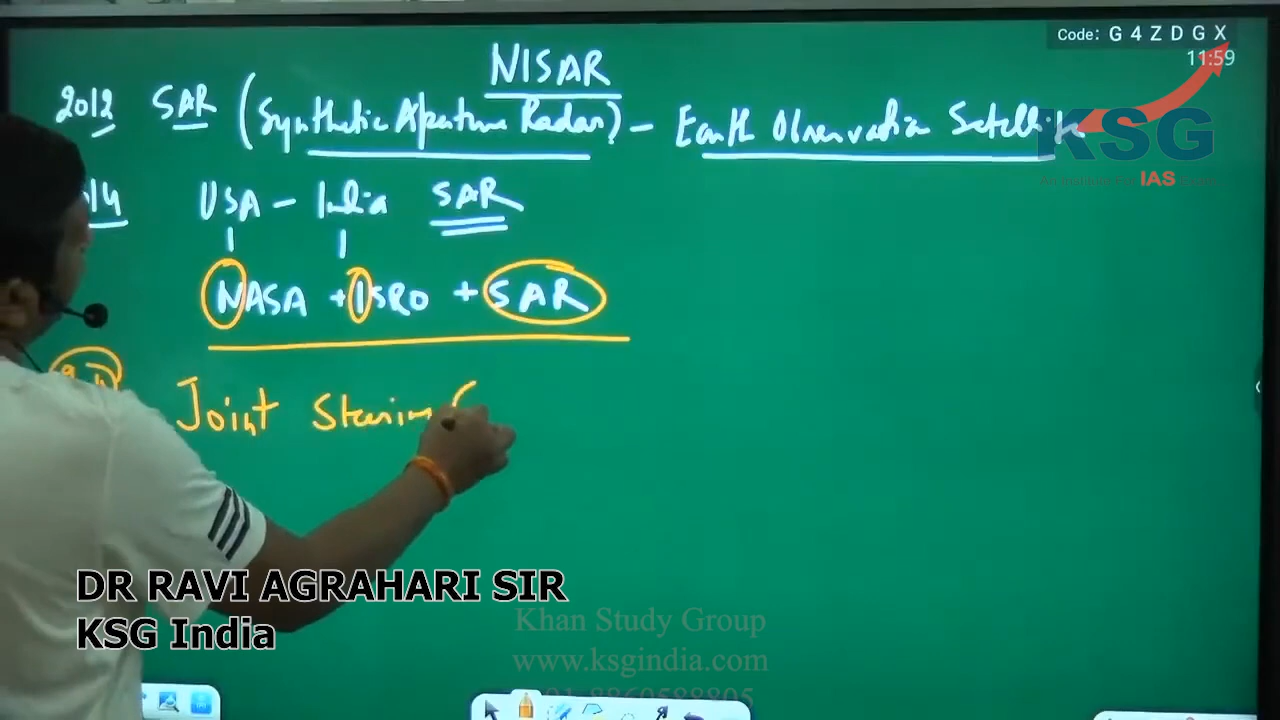 Code: G 4 Z D G X
11:59
NISAR
2012 SAR (Synthetic Aperture Radar) - Earth Observation Satellite
14 USA - India SAR
NASA + ISRO + SAR
Joint (
KSG
IAS
DR RAVI AGRAHARI SIR
KSG India
Khan Study Group
www.ksgindia.com